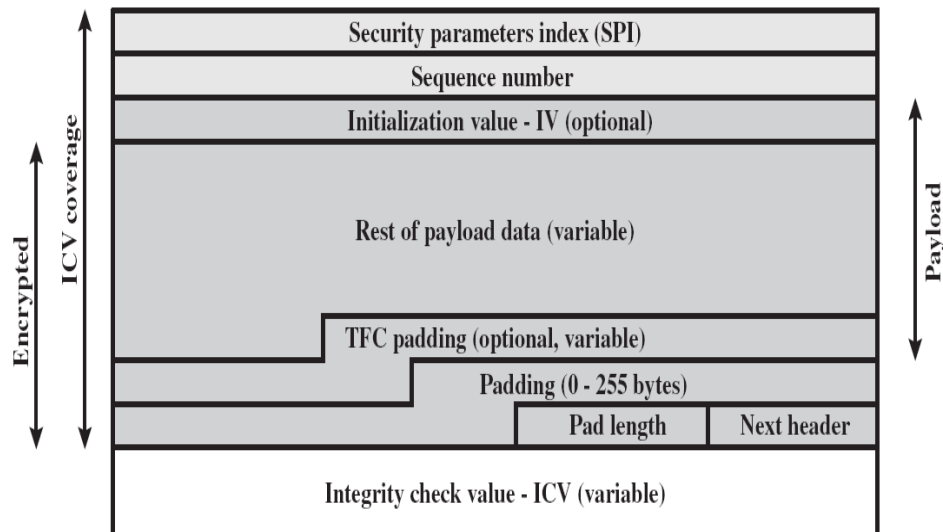 Security parameters index (SPI)
Sequence number
Initialization value - IV (optional)
Rest of payload data (variable)
TFC padding (optional, variable)
Padding (0 - 255 bytes)
Pad length
Next header
Integrity check value - ICV (variable)
Encrypted
ICV coverage
Payload